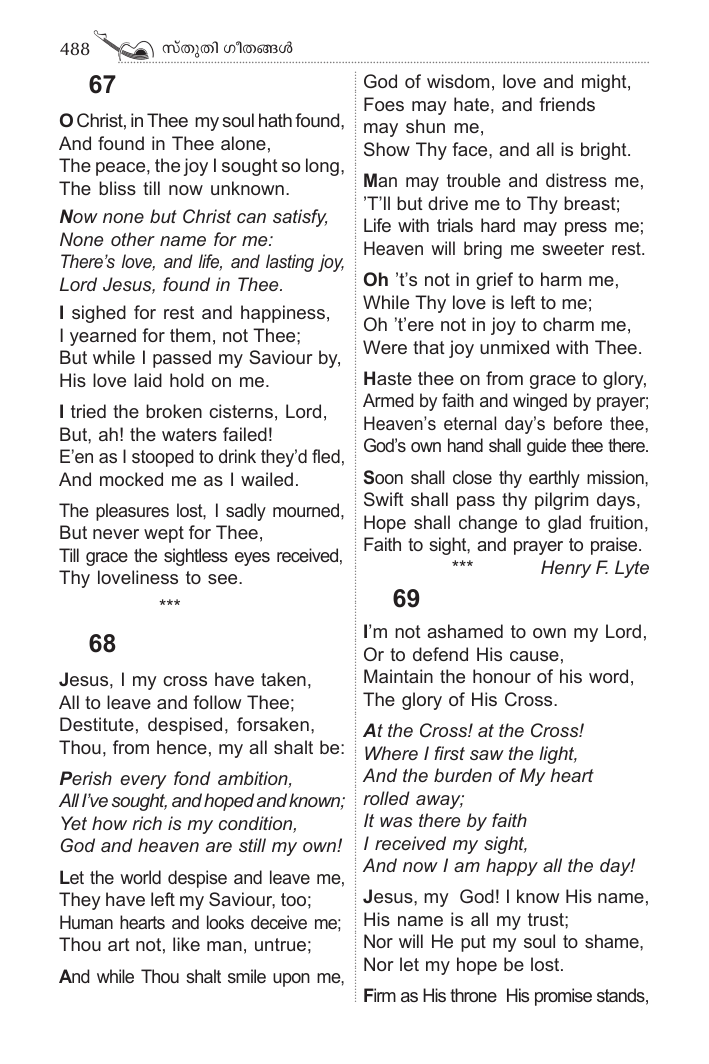 488 സ്തുതി ഗീതങ്ങൾ
67
O Christ, in Thee my soul hath found,
And found in Thee alone,
The peace, the joy I sought so long,
The bliss till now unknown.
Now none but Christ can satisfy,
None other name for me:
There's love, and life, and lasting joy,
Lord Jesus, found in Thee.
I sighed for rest and happiness,
I yearned for them, not Thee;
But while I passed my Saviour by,
His love laid hold on me.
I tried the broken cisterns, Lord,
But, ah! the waters failed!
E'en as I stooped to drink they'd fled,
And mocked me as I wailed.
The pleasures lost, I sadly mourned,
But never wept for Thee,
Till grace the sightless eyes received,
Thy loveliness to see.
***
68
Jesus, I my cross have taken,
All to leave and follow Thee;
Destitute, despised, forsaken,
Thou, from hence, my all shalt be:
Perish every fond ambition,
All I've sought, and hoped and known;
Yet how rich is my condition,
God and heaven are still my own!
Let the world despise and leave me,
They have left my Saviour, too;
Human hearts and looks deceive me;
Thou art not, like man, untrue;
And while Thou shalt smile upon me,
God of wisdom, love and might,
Foes may hate, and friends
may shun me,
Show Thy face, and all is bright.
Man may trouble and distress me,
'T'll but drive me to Thy breast;
Life with trials hard may press me;
Heaven will bring me sweeter rest.
Oh 't's not in grief to harm me,
While Thy love is left to me;
Oh 't'ere not in joy to charm me,
Were that joy unmixed with Thee.
Haste thee on from grace to glory,
Armed by faith and winged by prayer;
Heaven's eternal day's before thee,
God's own hand shall guide thee there.
Soon shall close thy earthly mission,
Swift shall pass thy pilgrim days,
Hope shall change to glad fruition,
Faith to sight, and prayer to praise.
*** Henry F. Lyte
69
I'm not ashamed to own my Lord,
Or to defend His cause,
Maintain the honour of his word,
The glory of His Cross.
At the Cross! at the Cross!
Where I first saw the light,
And the burden of My heart
rolled away;
It was there by faith
I received my sight,
And now I am happy all the day!
Jesus, my God! I know His name,
His name is all my trust;
Nor will He put my soul to shame,
Nor let my hope be lost.
Firm as His throne His promise stands,